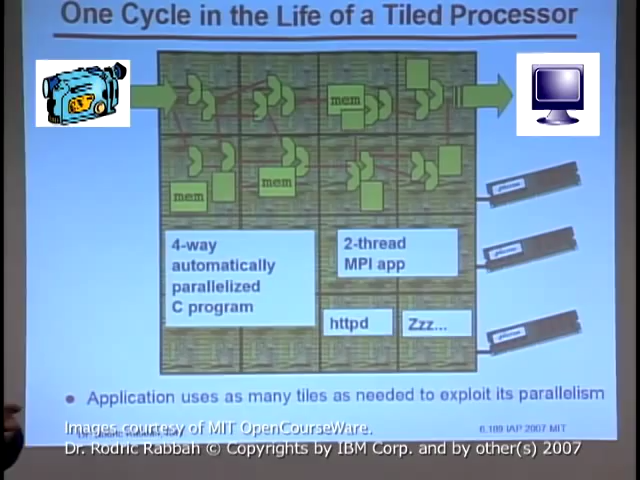 One Cycle in the Life of a Tiled Processor
mem
mem
mem
4-way
automatically
parallelized
C program
2-thread
MPI app
httpd
Zzz...
Application uses as many tiles as needed to exploit its parallelism
6.189 IAP 2007 MIT
Images courtesy of MIT OpenCourseWare.
Dr. Rodric Rabbah © Copyrights by IBM Corp. and by other(s) 2007